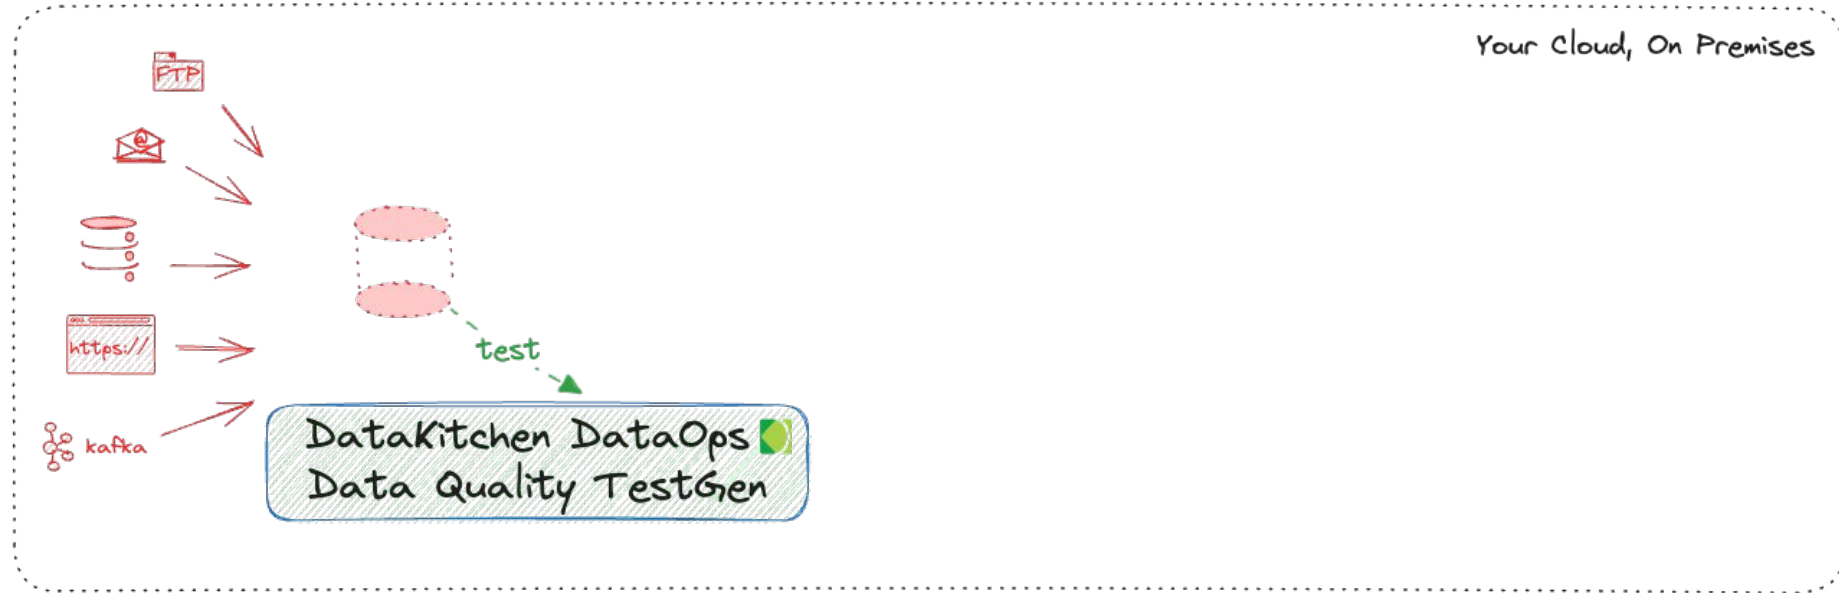 Your Cloud, On Premises
FTP
@
https://
kafka
test
DataKitchen DataOps
Data Quality TestGen